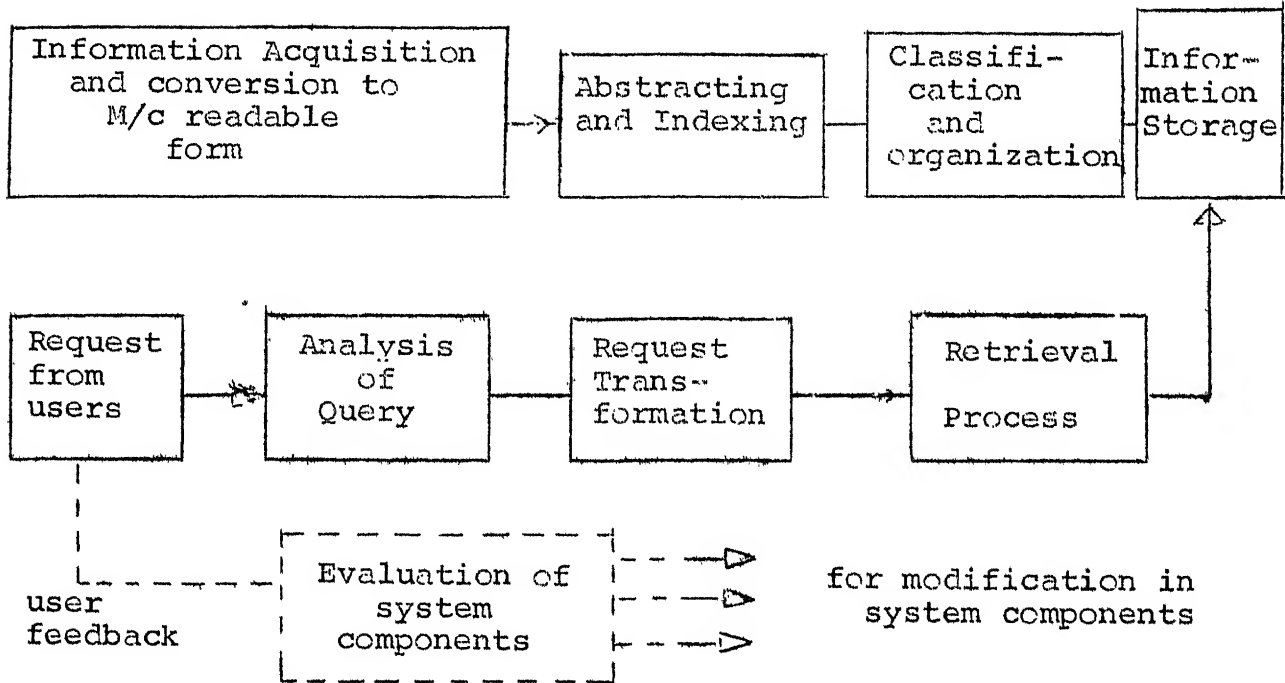 Information Acquisition
and conversion to
M/c readable
form
Abstracting
and Indexing
Classifi-
cation
and
organization
Infor-
mation
Storage
Request
from
users
Analysis
of
Query
Request
Trans-
formation
Retrieval
Process
user
feedback
Evaluation of
system
components
for modification in
system components